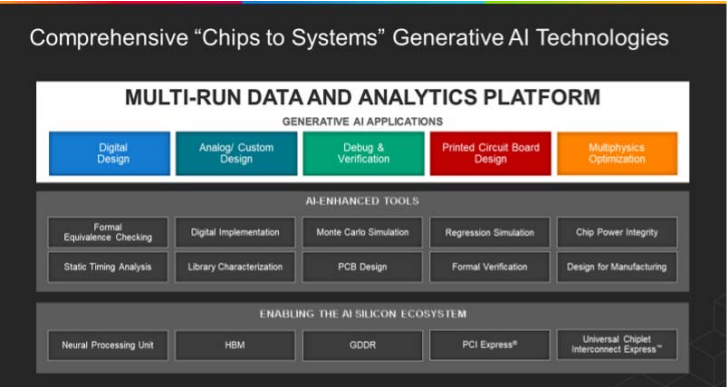 Comprehensive “Chips to Systems” Generative AI Technologies
MULTI-RUN DATA AND ANALYTICS PLATFORM
GENERATIVE AI APPLICATIONS
Digital
Design
Analog/ Custom
Design
Debug &
Verification
Printed Circuit Board
Design
Multiphysics
Optimization
AI-ENHANCED TOOLS
Formal
Equivalence Checking
Digital Implementation
Monte Carlo Simulation
Regression Simulation
Chip Power Integrity
Static Timing Analysis
Library Characterization
PCB Design
Formal Verification
Design for Manufacturing
ENABLING THE AI SILICON ECOSYSTEM
Neural Processing Unit
HBM
GDDR
PCI Express®
Universal Chiplet
Interconnect Express™